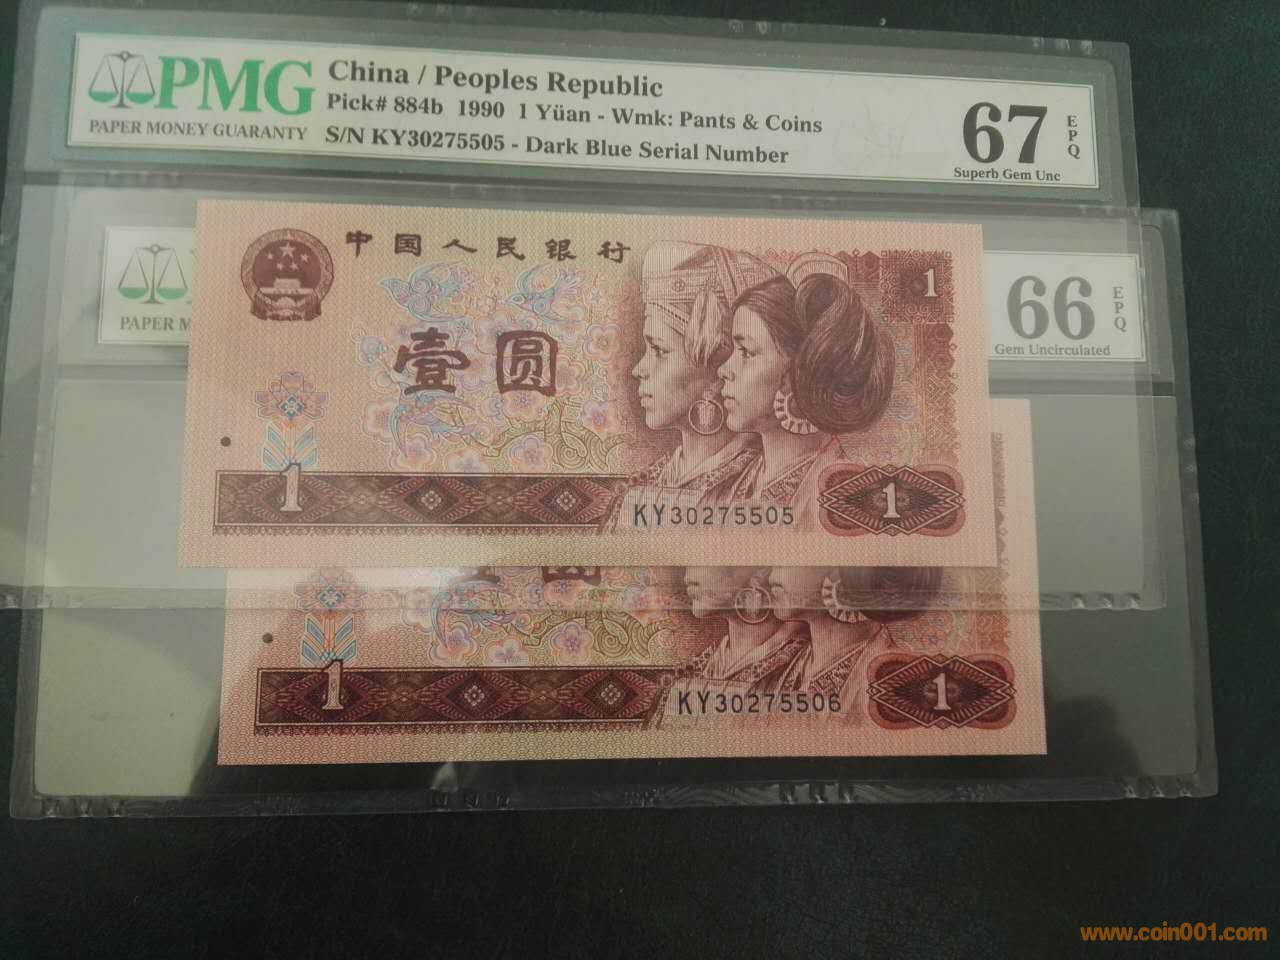 PMG
PAPER MONEY GUARANTY
China / Peoples Republic
Pick# 884b 1990 1 Yüan - Wmk: Pants & Coins
S/N KY30275505 - Dark Blue Serial Number
67 EPQ
Superb Gem Unc
PAPER M
66 EPQ
Gem Uncirculated
中国人民银行
1
壹圆
1
KY30275505
1
圆
1
KY30275506
1
www.coin001.com